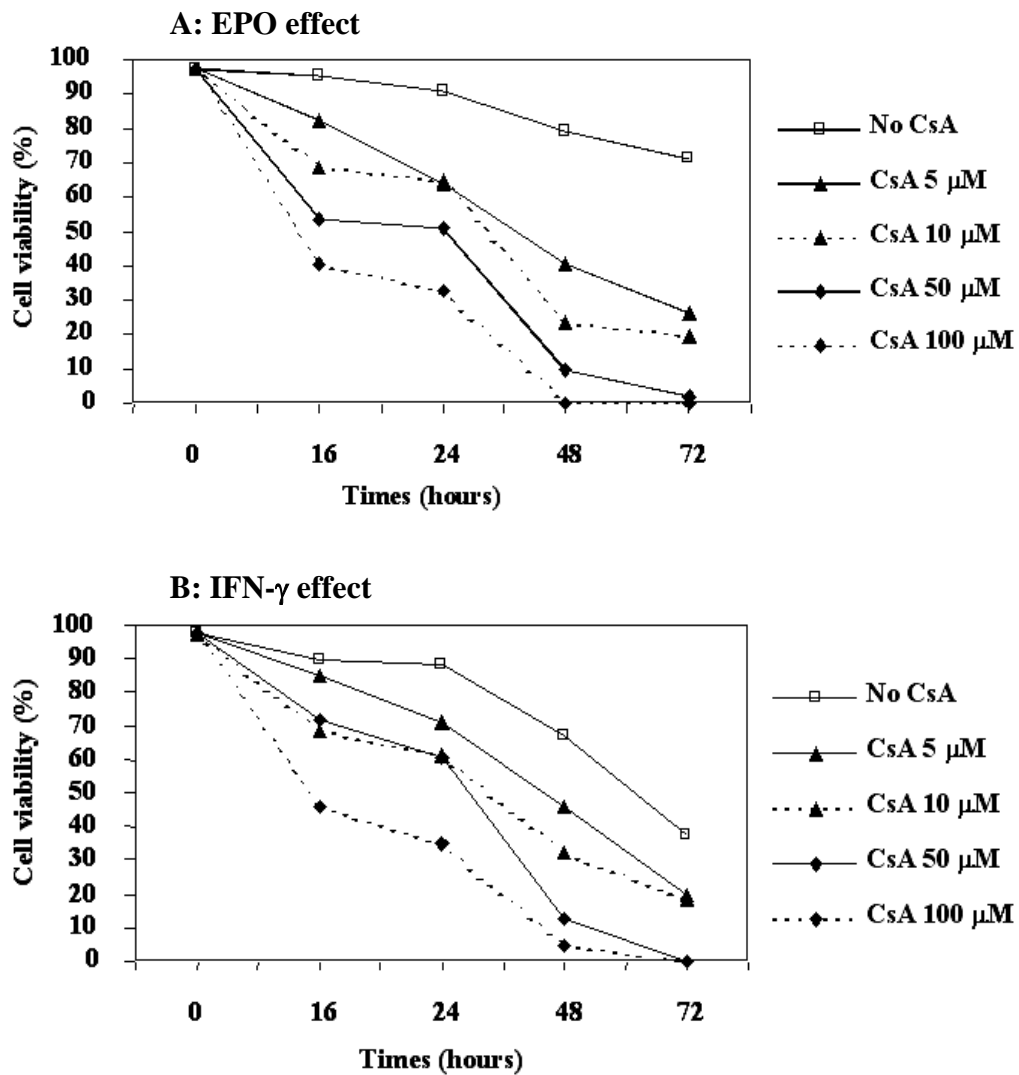 A: EPO effect
100
90
80
70
60
50
40
30
20
10
0
Cell viability (%)
0 16 24 48 72
Times (hours)
No CsA
CsA 5 μM
CsA 10 μM
CsA 50 μM
CsA 100 μM
B: IFN-γ effect
100
90
80
70
60
50
40
30
20
10
0
Cell viability (%)
0 16 24 48 72
Times (hours)
No CsA
CsA 5 μM
CsA 10 μM
CsA 50 μM
CsA 100 μM